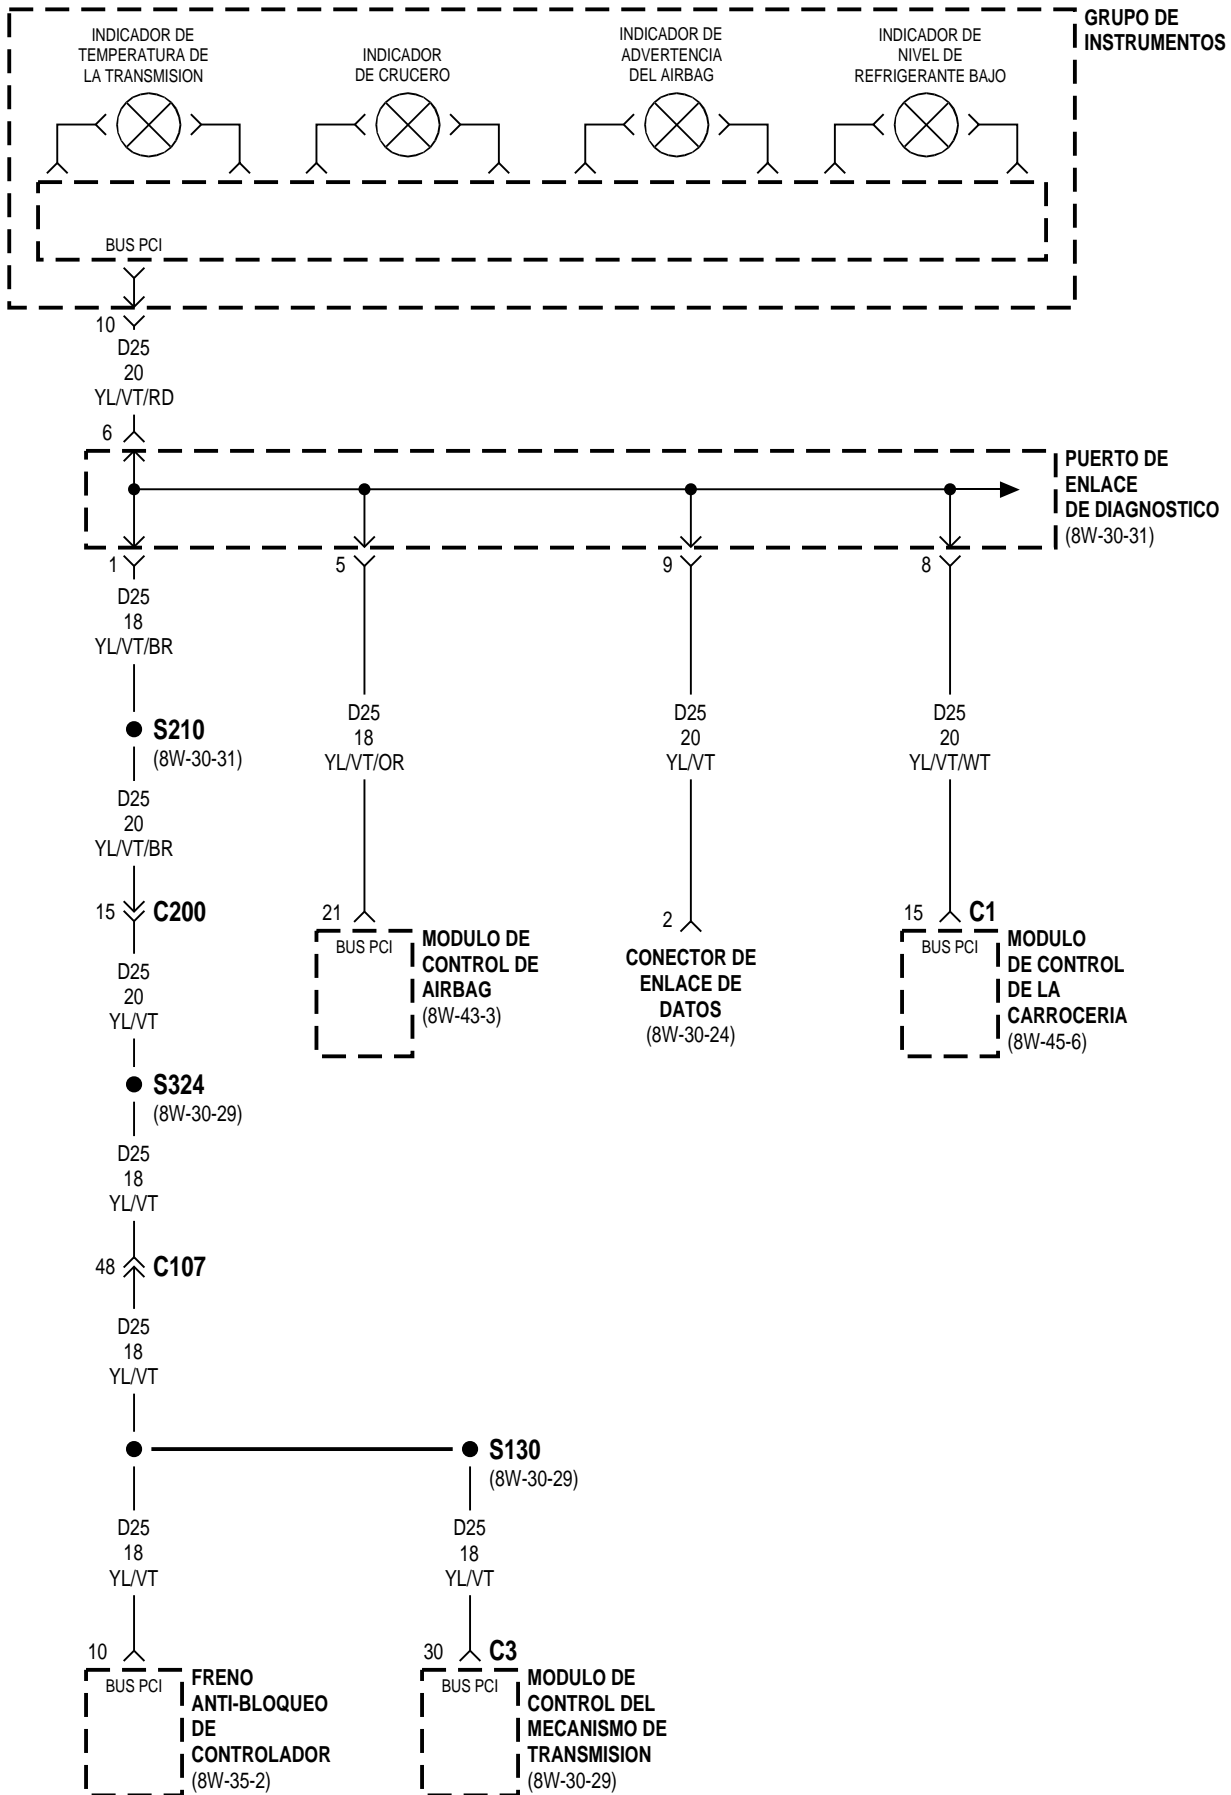 GRUPO DE
INSTRUMENTOS
INDICADOR DE
TEMPERATURA DE
LA TRANSMISION
INDICADOR
DE CRUCERO
INDICADOR DE
ADVERTENCIA
DEL AIRBAG
INDICADOR DE
NIVEL DE
REFRIGERANTE BAJO
BUS PCI
10
D25
20
YL/VT/RD
6
PUERTO DE
ENLACE
DE DIAGNOSTICO
(8W-30-31)
1
5
9
8
D25
18
YL/VT/BR
S210
(8W-30-31)
D25
20
YL/VT/BR
15 C200
D25
20
YL/VT
S324
(8W-30-29)
D25
18
YL/VT
48 C107
D25
18
YL/VT
D25
18
YL/VT/OR
21
BUS PCI
MODULO DE
CONTROL DE
AIRBAG
(8W-43-3)
D25
20
YL/VT
2
CONECTOR DE
ENLACE DE
DATOS
(8W-30-24)
D25
20
YL/VT/WT
15 C1
BUS PCI
MODULO
DE CONTROL
DE LA
CARROCERIA
(8W-45-6)
S130
(8W-30-29)
D25
18
YL/VT
10
BUS PCI
FRENO
ANTI-BLOQUEO
DE
CONTROLADOR
(8W-35-2)
D25
18
YL/VT
30 C3
BUS PCI
MODULO DE
CONTROL DEL
MECANISMO DE
TRANSMISION
(8W-30-29)